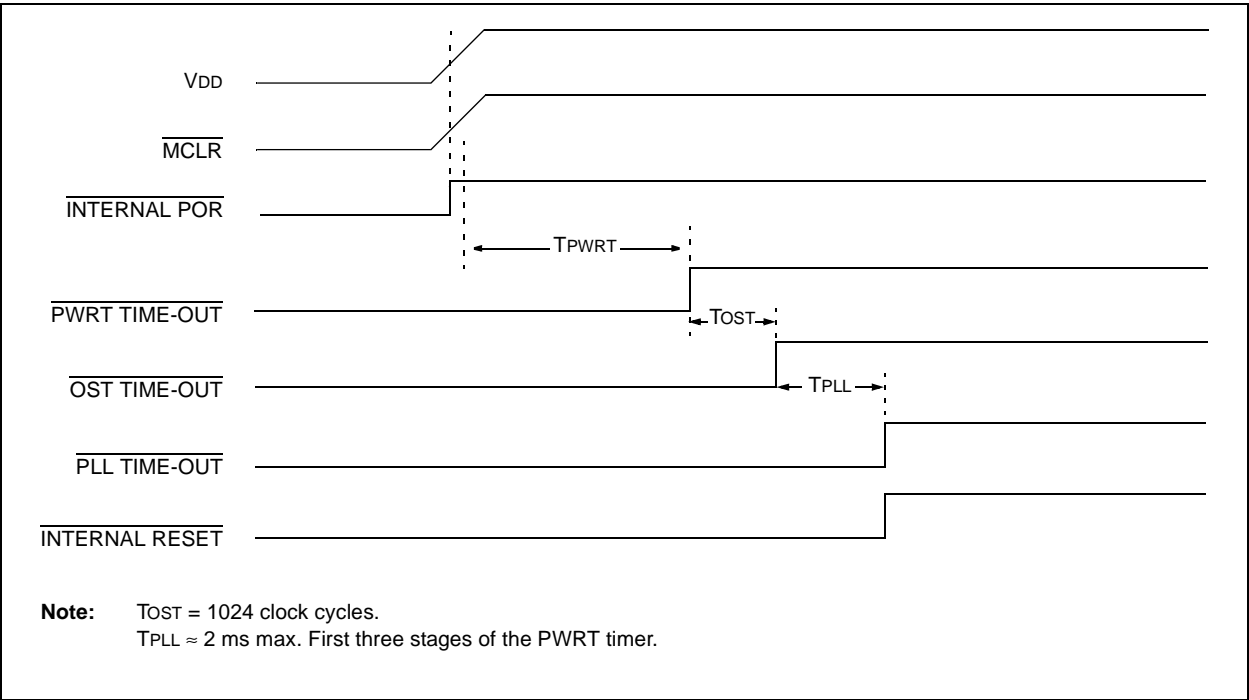 VDD
MCLR
INTERNAL POR
TPWRT
PWRT TIME-OUT
TOST
OST TIME-OUT
TPLL
PLL TIME-OUT
INTERNAL RESET
Note: TOST = 1024 clock cycles.
TPLL ≈ 2 ms max. First three stages of the PWRT timer.